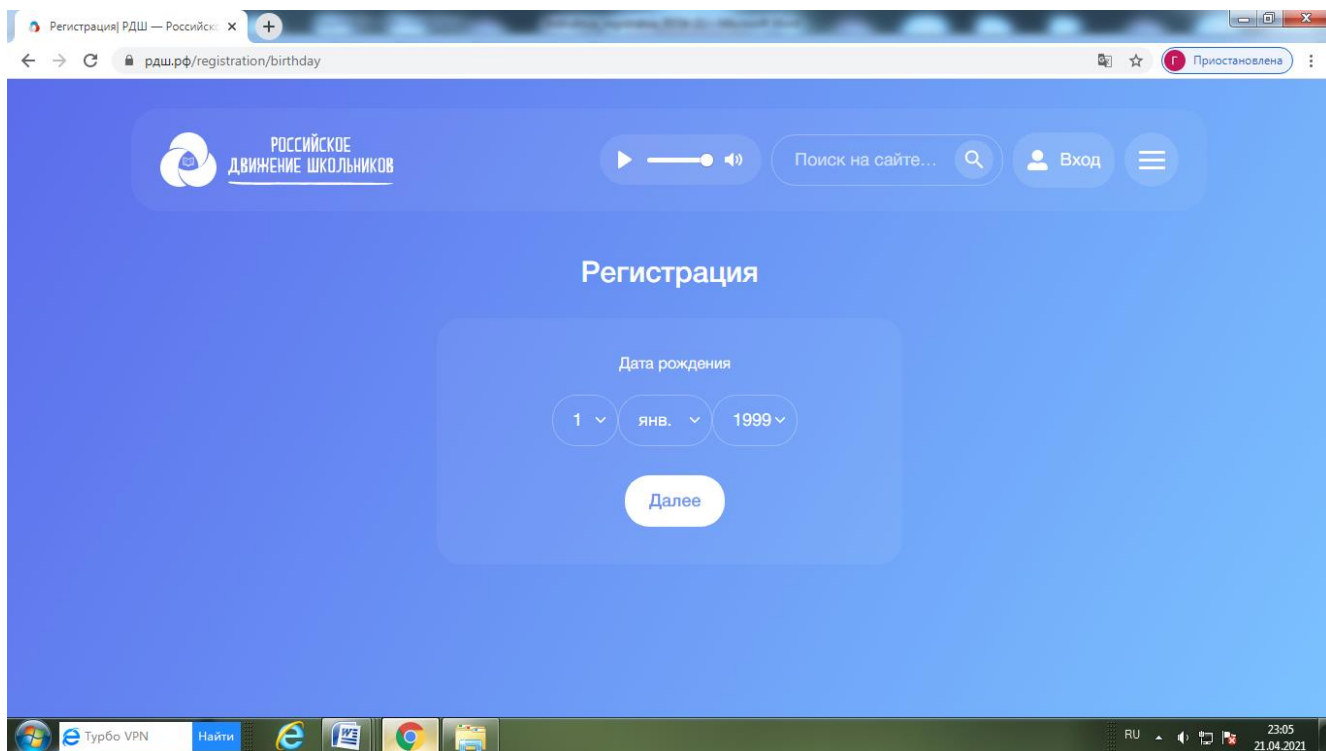 Регистрация| РДШ — Российск
рдш.рф/registration/birthday
Г Приостановлена
РОССИЙСКОЕ
ДВИЖЕНИЕ ШКОЛЬНИКОВ
Поиск на сайте...
Вход
Регистрация
Дата рождения
1 янв. 1999
Далее
Турбо VPN Найти
RU
23:05
21.04.2021